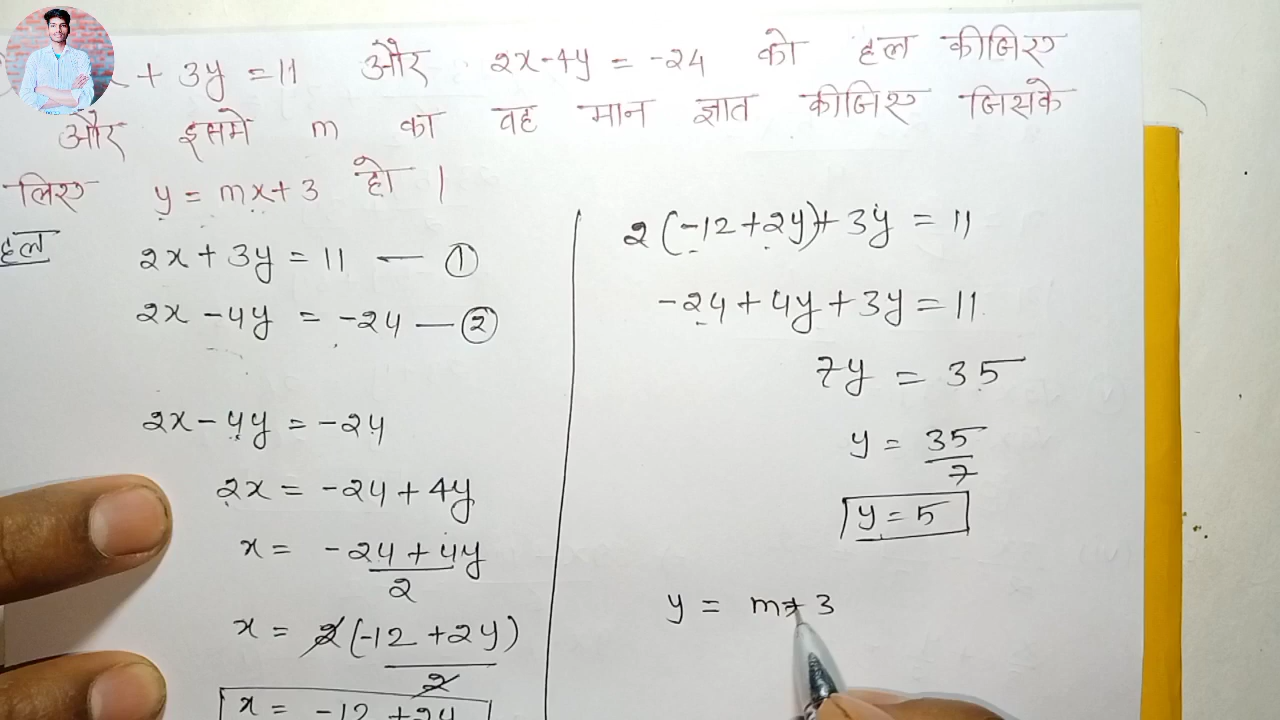 x + 3y = 11 और 2x-4y = -24 को हल कीजिए
और इसमे m का वह मान ज्ञात कीजिए जिसके
लिए y = mx+3 हो |
हल
2x + 3y = 11 — ①
2x - 4y = -24 — ②
2x - 4y = -24
2x = -24 + 4y
x = -24 + 4y
2
x = 2(-12 + 2y)
2
x = -12 + 2y
2(-12 + 2y) + 3y = 11
-24 + 4y + 3y = 11
7y = 35
y = 35
7
y = 5
y = m+3